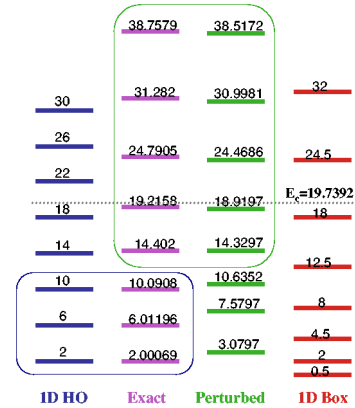 38.7579 38.5172
31.282 30.9981 32
30
26 24.7905 24.4686 24.5
22
E_c=19.7392
18 19.2158 18.9197 18
14 14.402 14.3297 12.5
10 10.0908 10.6352
6 6.01196 7.5797 8
4.5
2 2.00069 3.0797 2
0.5
1D HO Exact Perturbed 1D Box